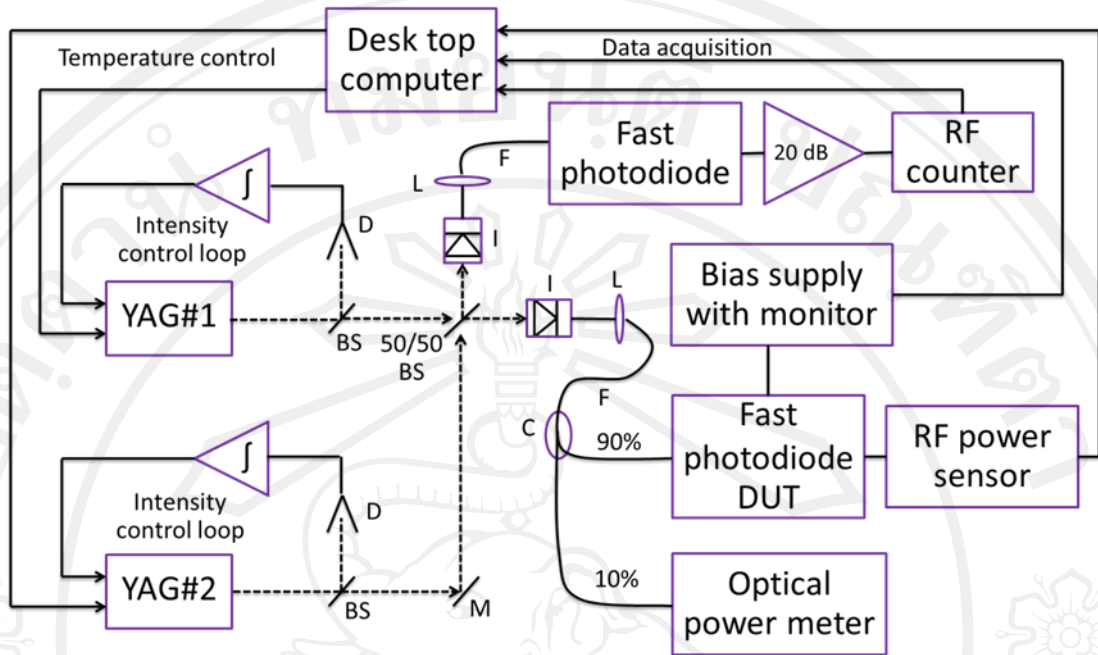 Desk top
computer
Temperature control
Data acquisition
Fast
photodiode
20 dB
RF
counter
F
L
I
D
∫
Intensity
control loop
YAG#1
BS
50/50
BS
I
L
F
Bias supply
with monitor
C
90%
Fast
photodiode
DUT
RF power
sensor
∫
Intensity
control loop
D
YAG#2
BS
M
10%
Optical
power meter